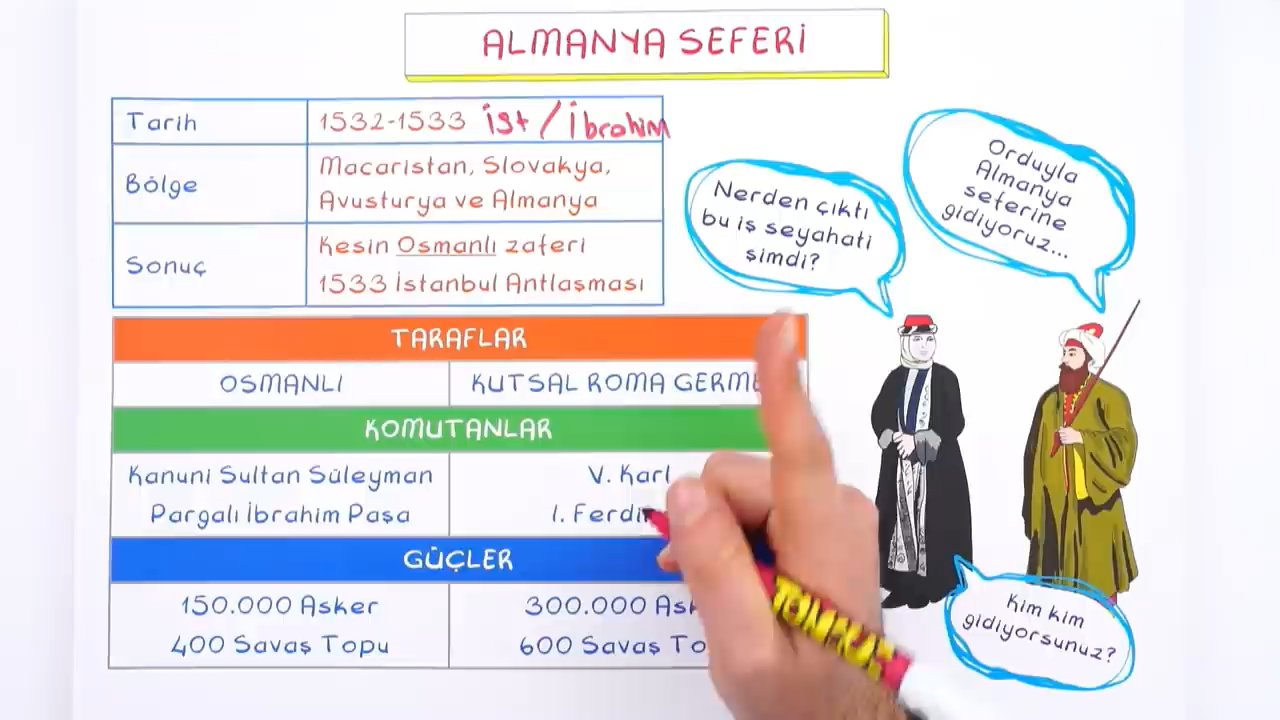 ALMANYA SEFERİ
Tarih
1532-1533 İst / İbrahim
Bölge
Macaristan, Slovakya,
Avusturya ve Almanya
Sonuç
Kesin Osmanlı zaferi
1533 İstanbul Antlaşması
Nerden çıktı
bu iş seyahati
şimdi?
Orduyla
Almanya
seferine
gidiyoruz...
TARAFLAR
OSMANLI
KUTSAL ROMA GERME
KOMUTANLAR
Kanuni Sultan Süleyman
Pargalı İbrahim Paşa
V. Karl
I. Ferdi
GÜÇLER
150.000 Asker
400 Savaş Topu
300.000 Ask
600 Savaş To
Kim kim
gidiyorsunuz?